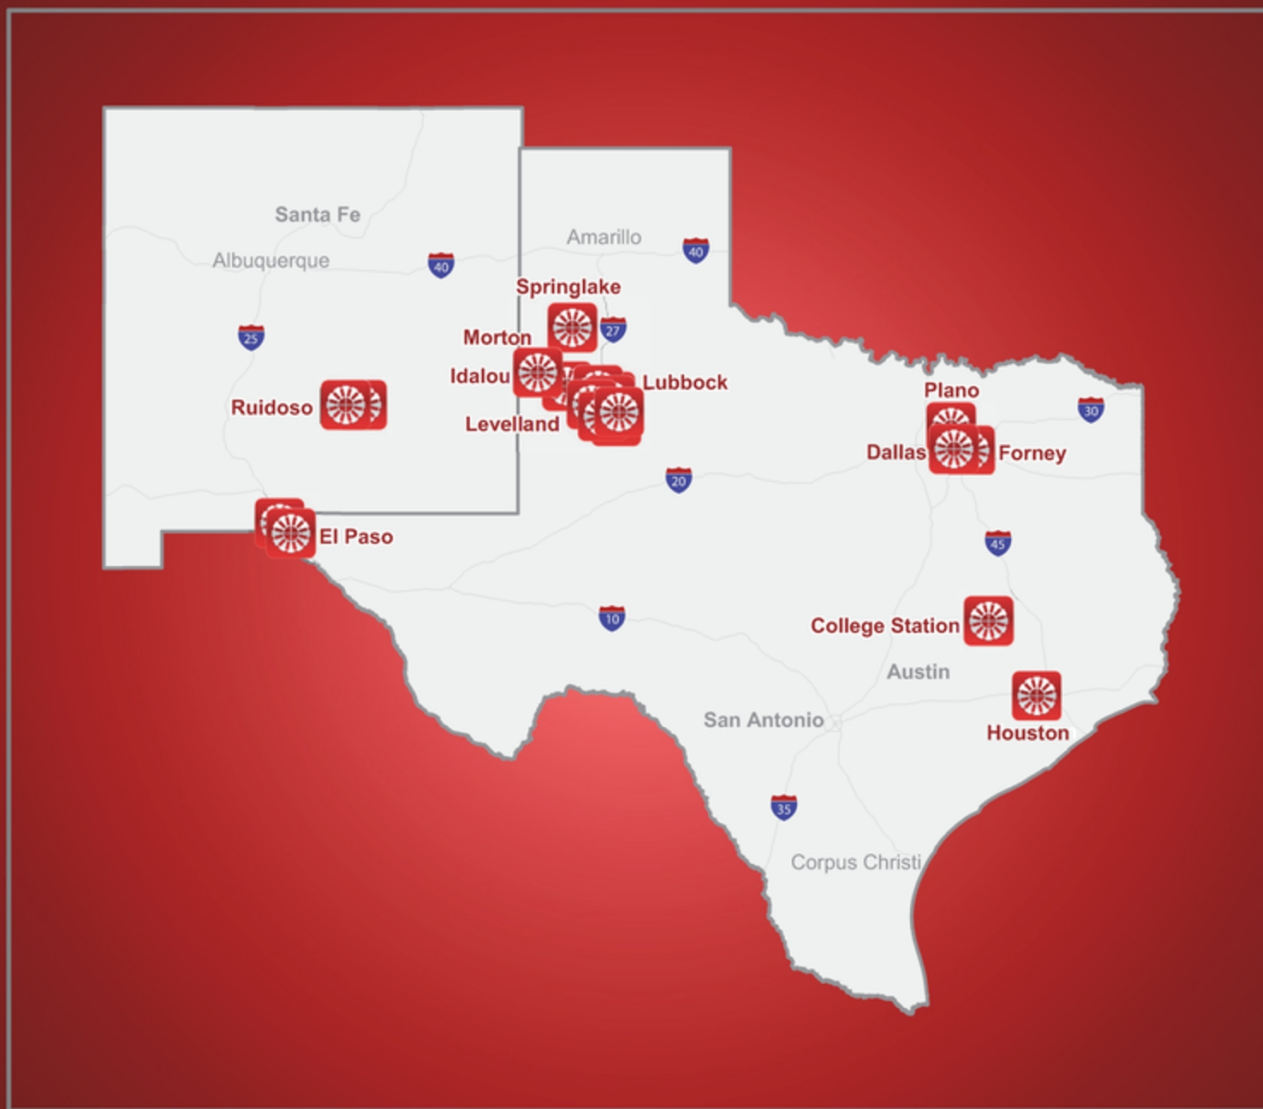 Santa Fe
Amarillo
Albuquerque
40
40
Springlake
27
Morton
25
Idalou
Lubbock
Plano
Ruidoso
30
Levelland
Dallas
Forney
20
El Paso
45
10
College Station
Austin
San Antonio
Houston
35
Corpus Christi